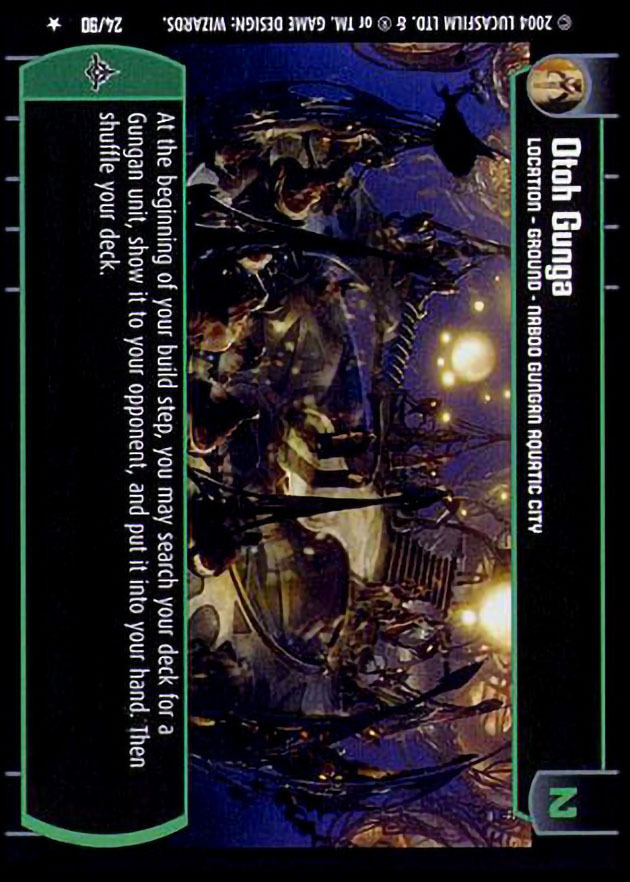 Otoh Gunga
LOCATION - GROUND - NABOO GUNGAN AQUATIC CITY
N
At the beginning of your build step, you may search your deck for a
Gungan unit, show it to your opponent, and put it into your hand. Then
shuffle your deck.
© 2004 LUCASFILM LTD. & ® or TM. GAME DESIGN: WIZARDS.
24/90 ★